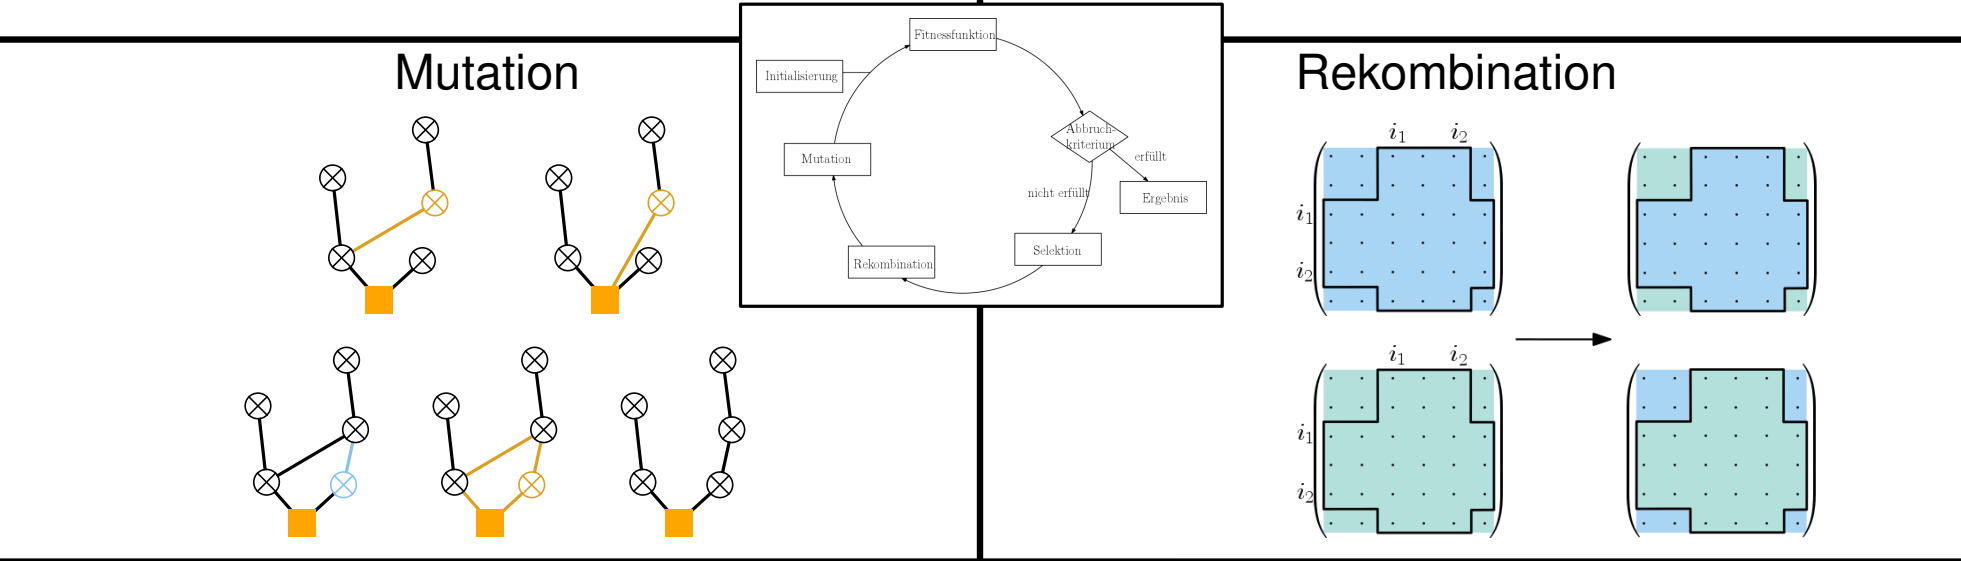 Mutation
Fitnessfunktion
Initialisierung
Abbruch-
kriterium
Mutation
erfüllt
nicht erfüllt
Ergebnis
Selektion
Rekombination
Rekombination
i₁ i₂
i₁
i₂
i₁ i₂
i₁
i₂